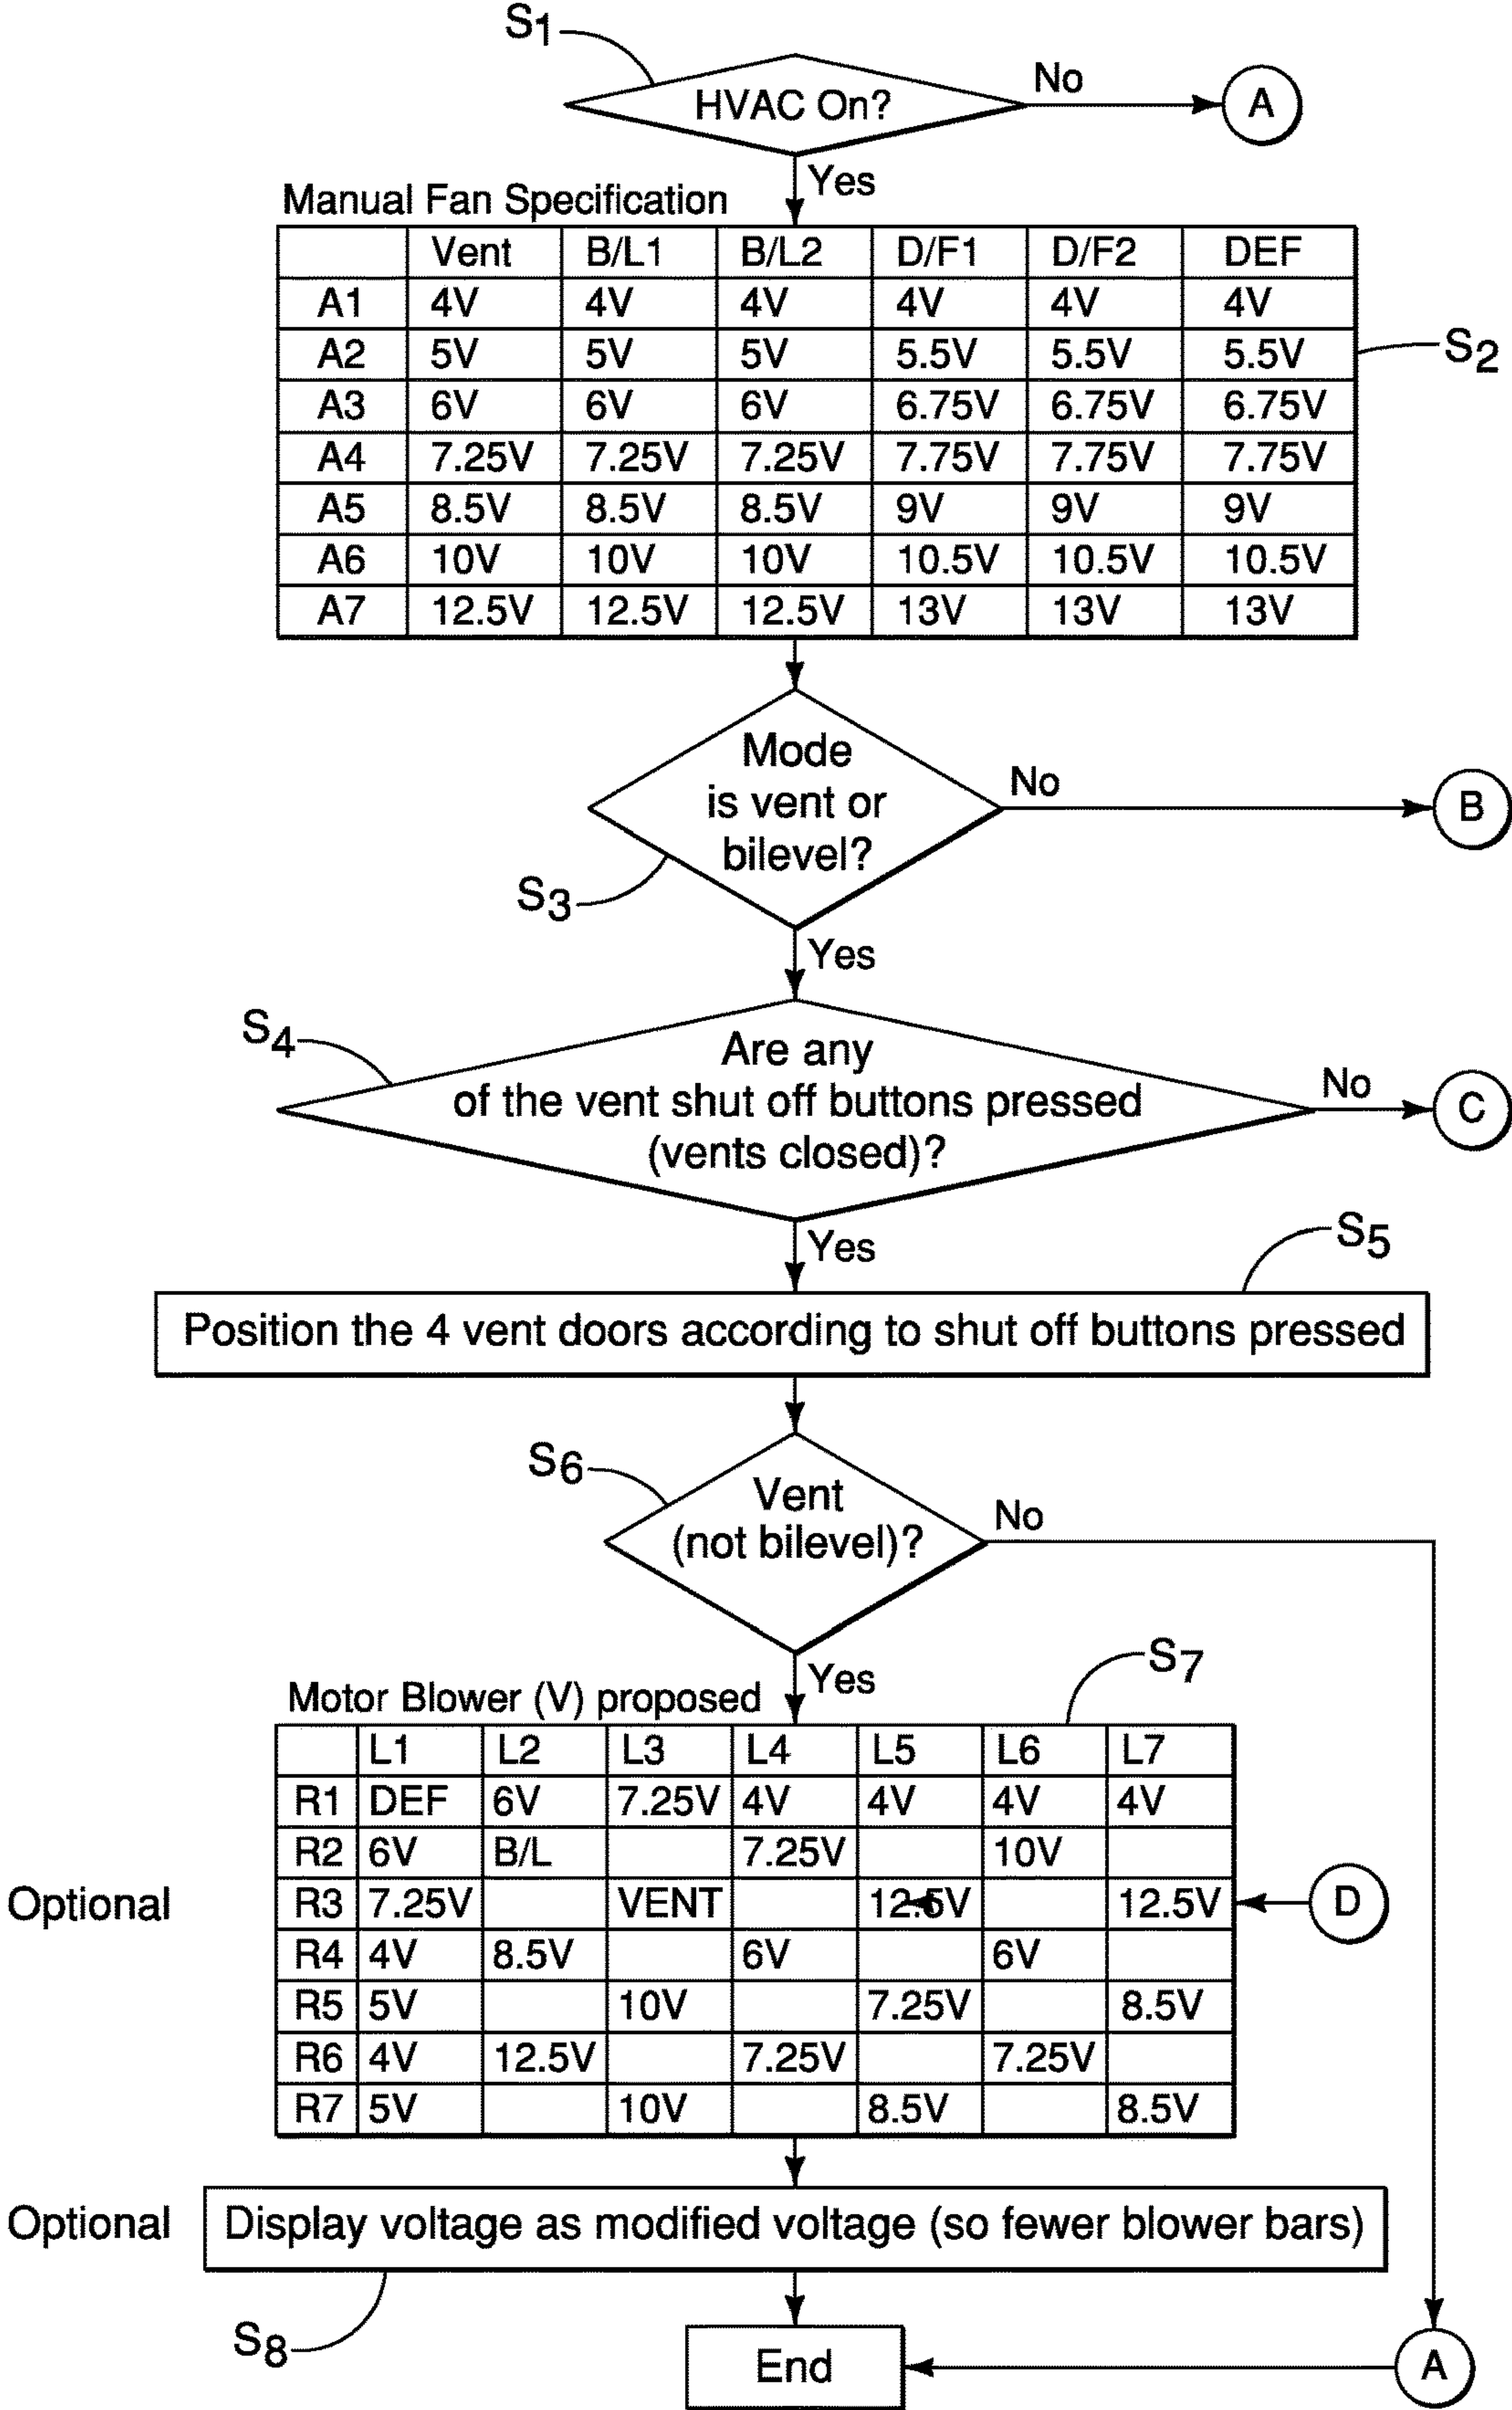 S1
HVAC On?
No
A
Yes
Manual Fan Specification
Vent B/L1 B/L2 D/F1 D/F2 DEF
A1 4V 4V 4V 4V 4V 4V
A2 5V 5V 5V 5.5V 5.5V 5.5V
S2
A3 6V 6V 6V 6.75V 6.75V 6.75V
A4 7.25V 7.25V 7.25V 7.75V 7.75V 7.75V
A5 8.5V 8.5V 8.5V 9V 9V 9V
A6 10V 10V 10V 10.5V 10.5V 10.5V
A7 12.5V 12.5V 12.5V 13V 13V 13V
Mode
is vent or
bilevel?
No
B
S3
Yes
S4
Are any
of the vent shut off buttons pressed
(vents closed)?
No
C
Yes
S5
Position the 4 vent doors according to shut off buttons pressed
S6
Vent
(not bilevel)?
No
Yes
S7
Motor Blower (V) proposed
L1 L2 L3 L4 L5 L6 L7
R1 DEF 6V 7.25V 4V 4V 4V 4V
R2 6V B/L 7.25V 10V
Optional
R3 7.25V VENT 12.5V 12.5V
D
R4 4V 8.5V 6V 6V
R5 5V 10V 7.25V 8.5V
R6 4V 12.5V 7.25V 7.25V
R7 5V 10V 8.5V 8.5V
Optional
Display voltage as modified voltage (so fewer blower bars)
S8
End
A